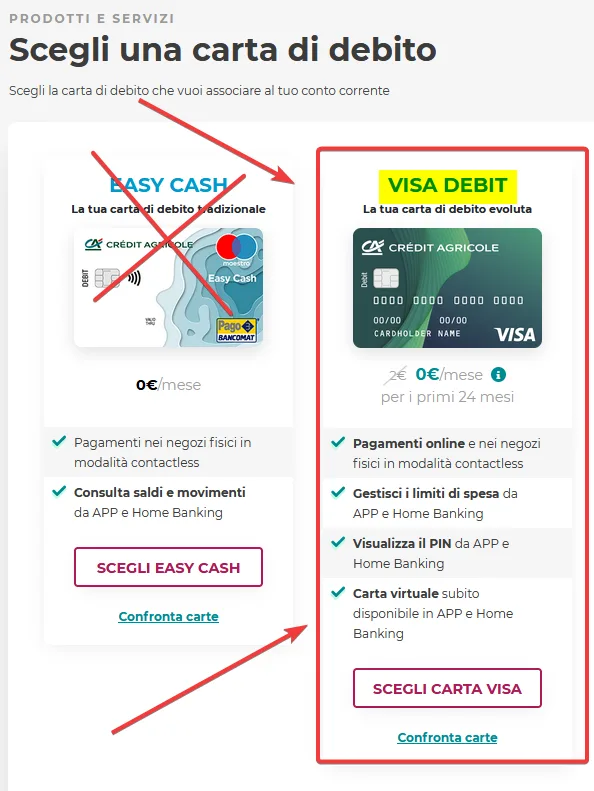 PRODOTTI E SERVIZI
Scegli una carta di debito
Scegli la carta di debito che vuoi associare al tuo conto corrente
EASY CASH
La tua carta di debito tradizionale
CRÉDIT AGRICOLE
DEBIT
maestro
Easy Cash
VALID
THRU
Pago
BANCOMAT
0€/mese
Pagamenti nei negozi fisici in
modalità contactless
Consulta saldi e movimenti
da APP e Home Banking
SCEGLI EASY CASH
Confronta carte
VISA DEBIT
La tua carta di debito evoluta
CRÉDIT AGRICOLE
Debit
0000 0000 0000 0000
00/00 00/00
CARDHOLDER NAME
VISA
2€ 0€/mese
per i primi 24 mesi
Pagamenti online e nei negozi
fisici in modalità contactless
Gestisci i limiti di spesa da
APP e Home Banking
Visualizza il PIN da APP e
Home Banking
Carta virtuale subito
disponibile in APP e Home
Banking
SCEGLI CARTA VISA
Confronta carte